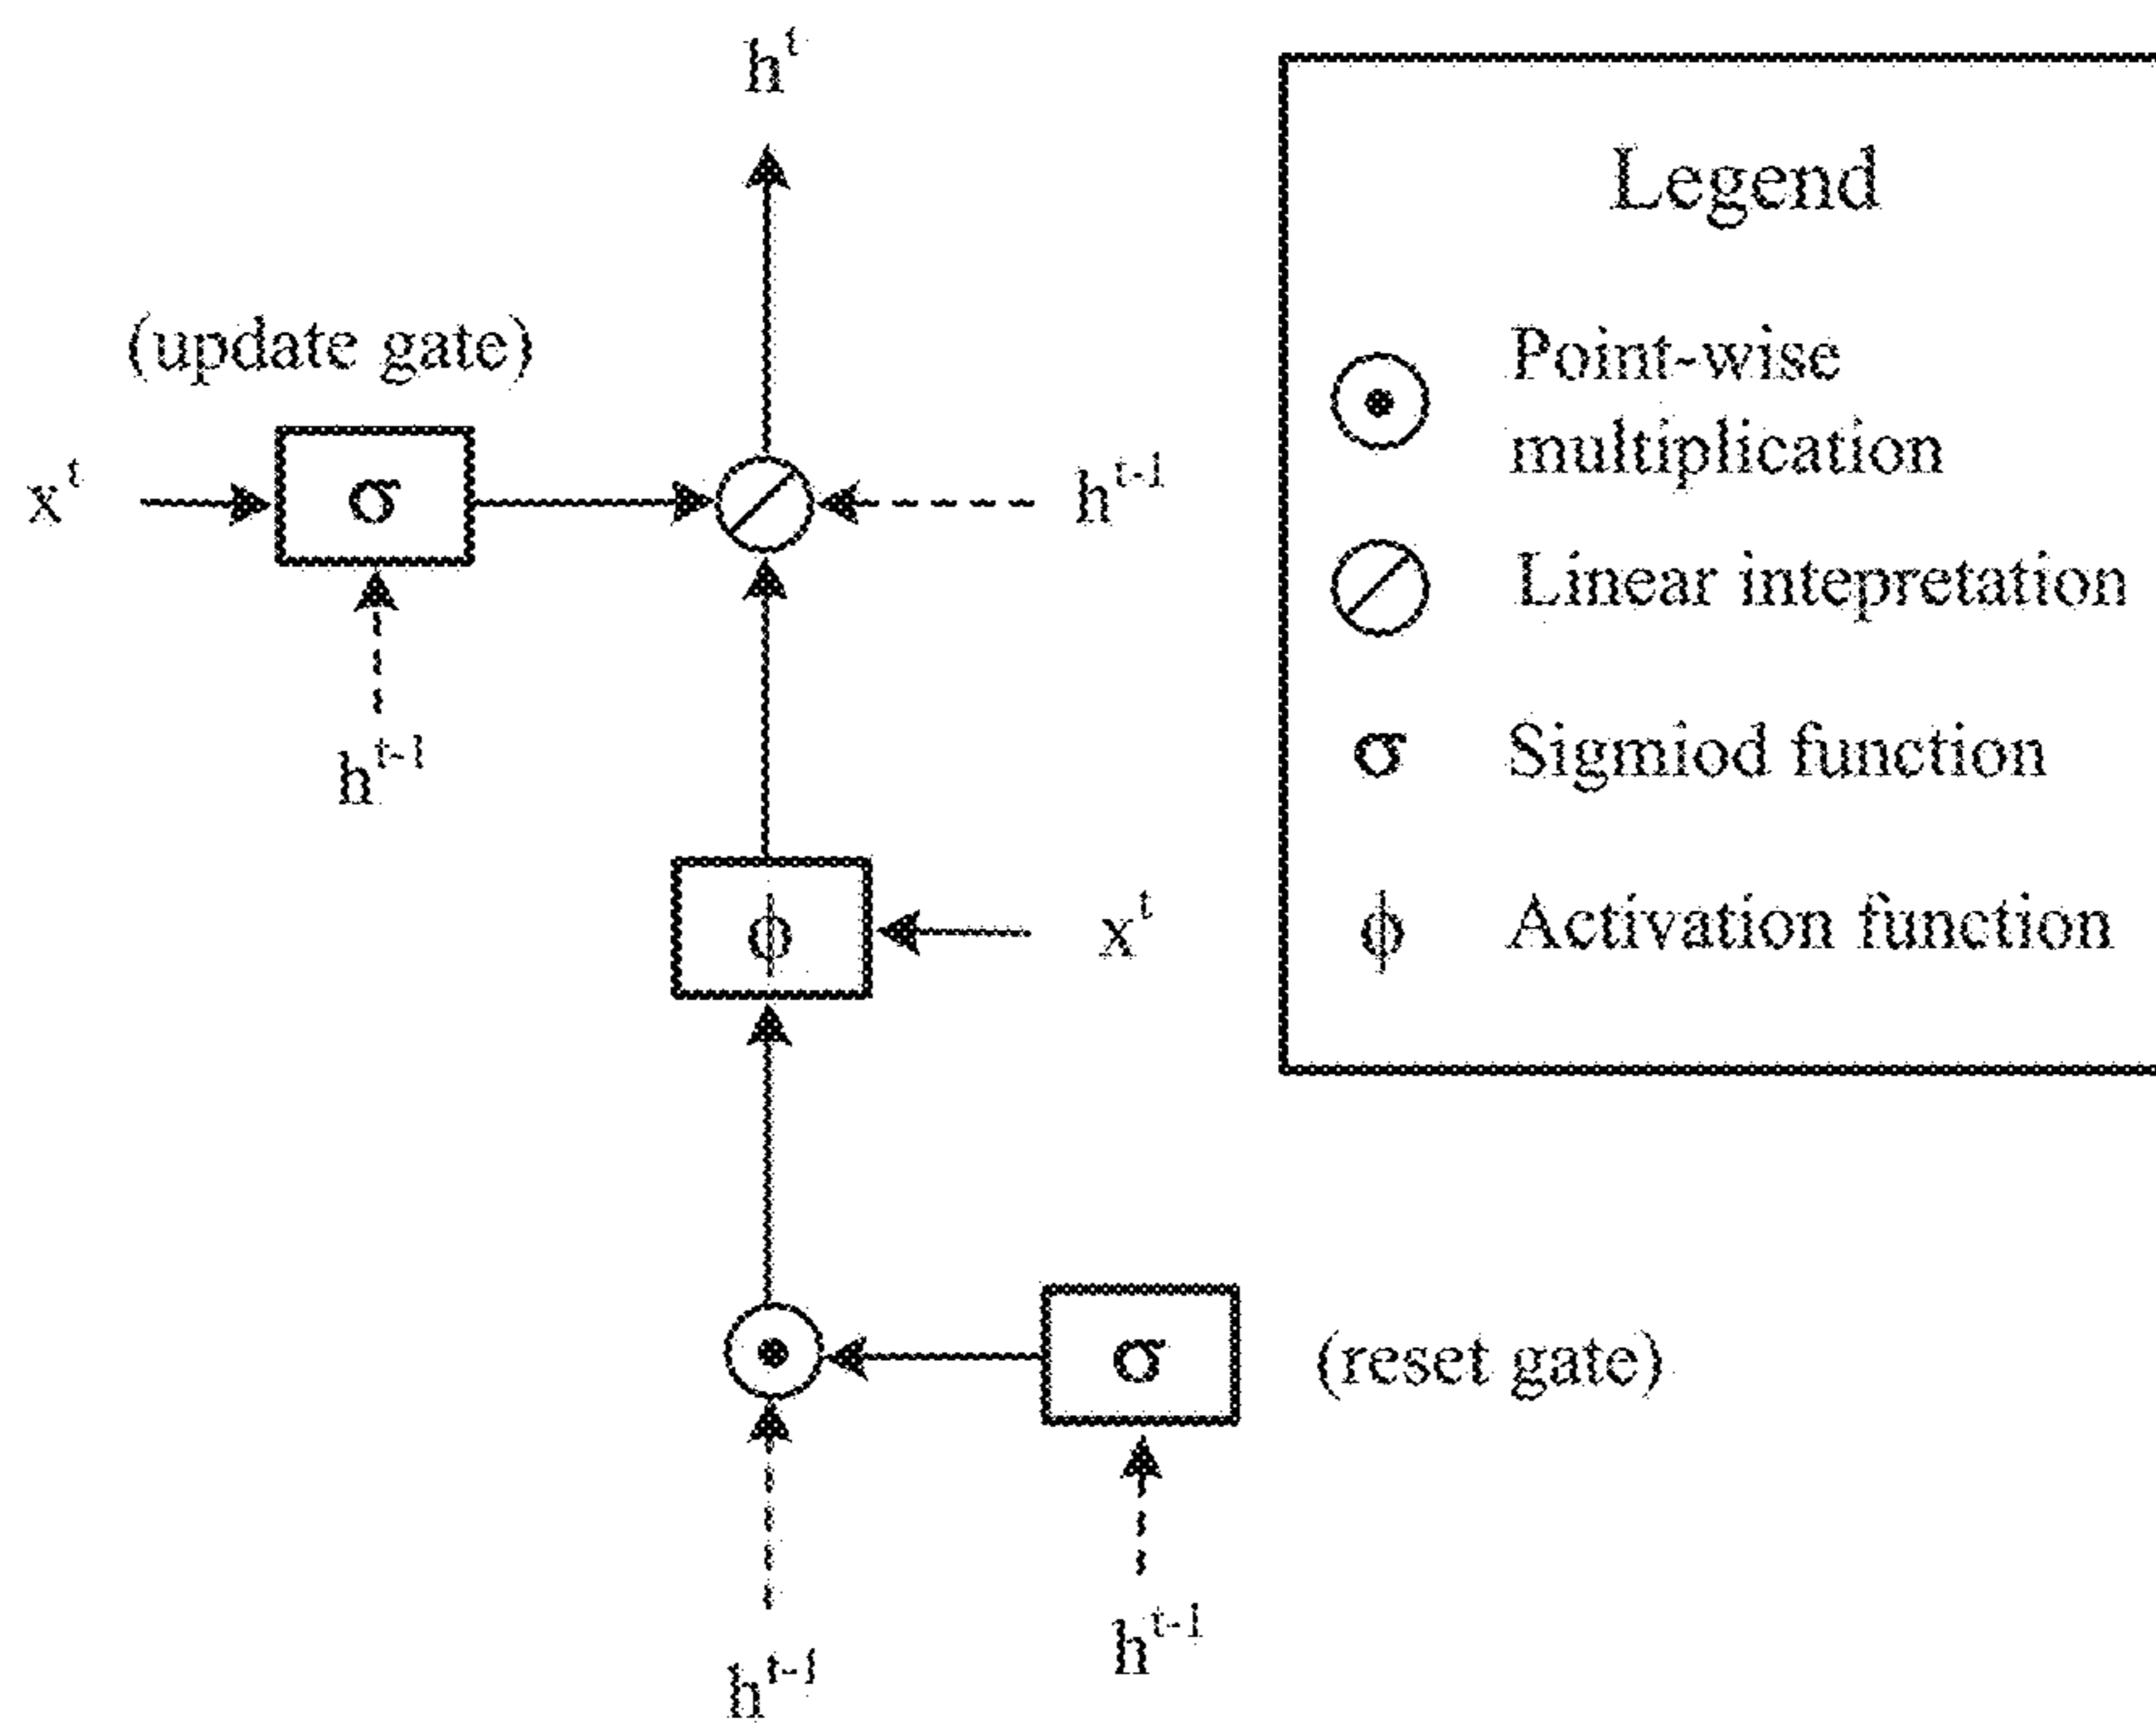 h^t
(update gate)
x^t
σ
h^{t-1}
h^{t-1}
ϕ
x^t
σ
(reset gate)
h^{t-1}
h^{t-1}
Legend
Point-wise
multiplication
Linear intepretation
σ Sigmiod function
ϕ Activation function